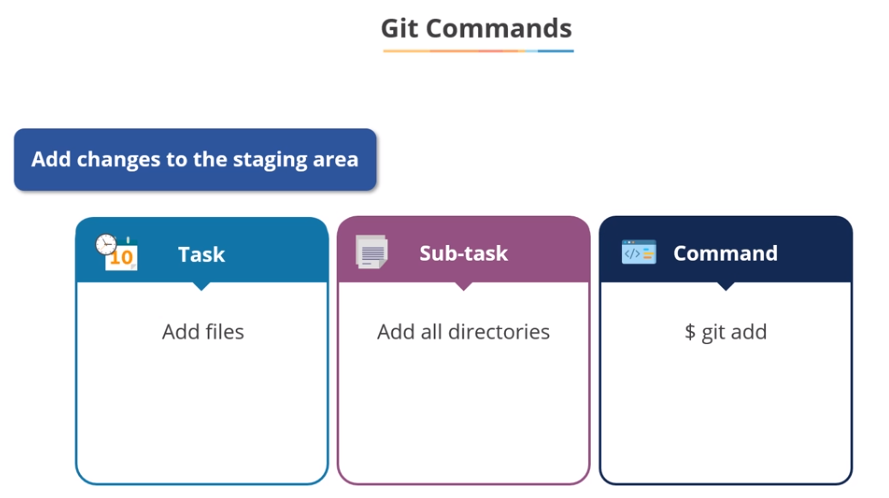 Git Commands
Add changes to the staging area
10
Task
Sub-task
</>
Command
Add files
Add all directories
$ git add